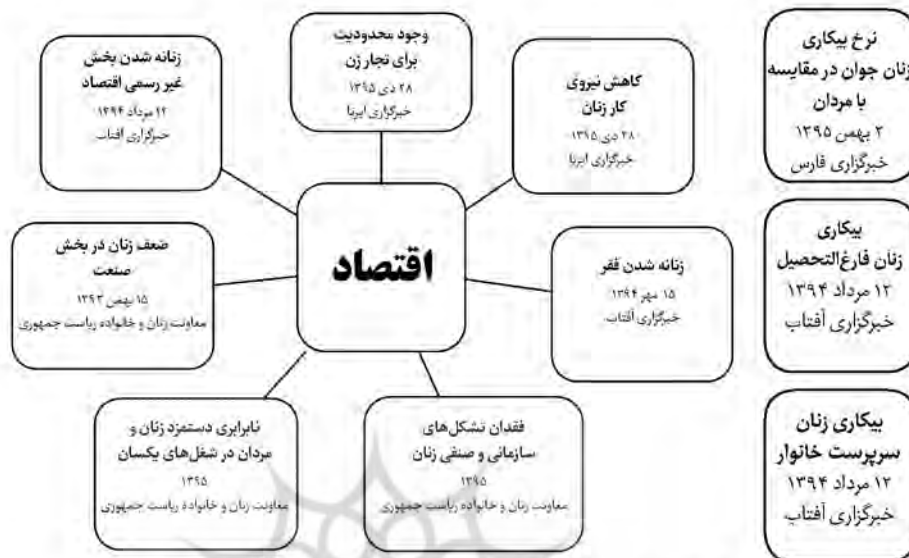 وجود محدودیت
برای تجار زن
۲۸ دی ۱۳۹۵
خبرگزاری ایرنا
کاهش نیروی
کار زنان
۲۸ دی ۱۳۹۵
خبرگزاری ایرنا
زنانه شدن فقر
۱۵ مهر ۱۳۹۴
خبرگزاری آفتاب
فقدان تشکل‌های
سازمانی و صنفی زنان
۱۳۹۵
معاونت زنان و خانواده ریاست جمهوری
نابرابری دستمزد زنان و
مردان در شغل‌های یکسان
۱۳۹۵
معاونت زنان و خانواده ریاست جمهوری
ضعف زنان در بخش
صنعت
۱۵ بهمن ۱۳۹۳
معاونت زنان و خانواده ریاست جمهوری
زنانه شدن بخش
غیر رسمی اقتصاد
۱۲ مرداد ۱۳۹۴
خبرگزاری آفتاب
اقتصاد
نرخ بیکاری
زنان جوان در مقایسه
با مردان
۲ بهمن ۱۳۹۵
خبرگزاری فارس
بیکاری
زنان فارغ‌التحصیل
۱۲ مرداد ۱۳۹۴
خبرگزاری آفتاب
بیکاری زنان
سرپرست خانوار
۱۲ مرداد ۱۳۹۴
خبرگزاری آفتاب